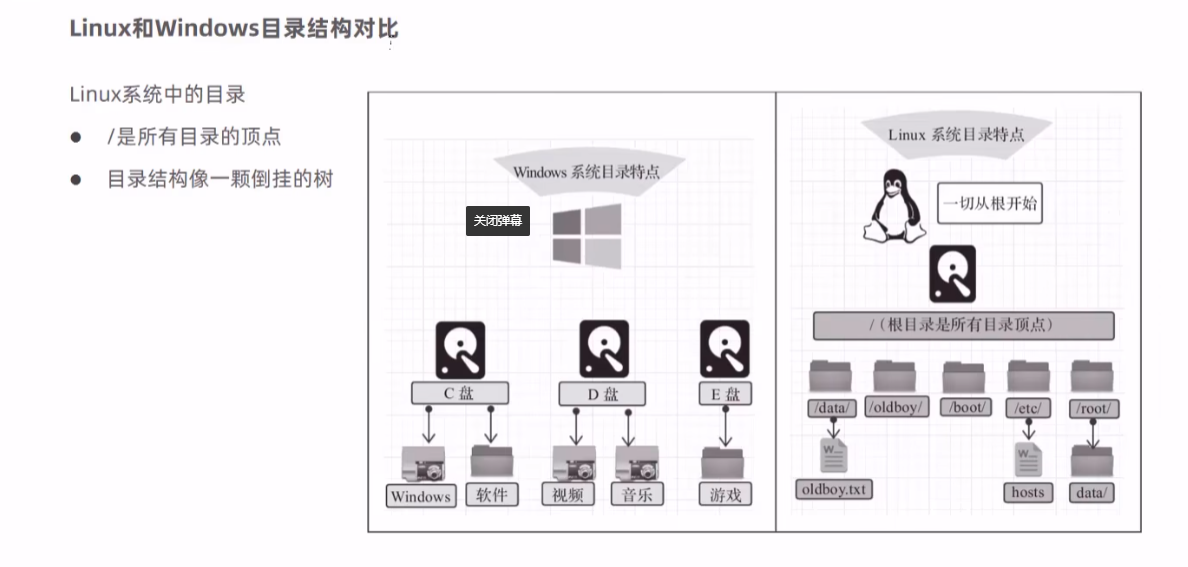 Linux和Windows目录结构对比
Linux系统中的目录
● /是所有目录的顶点
● 目录结构像一颗倒挂的树
Windows 系统目录特点
关闭弹幕
C 盘
D 盘
E 盘
Windows
软件
视频
音乐
游戏
Linux 系统目录特点
一切从根开始
/（根目录是所有目录顶点）
/data/
/oldboy/
/boot/
/etc/
/root/
W
W
oldboy.txt
hosts
data/